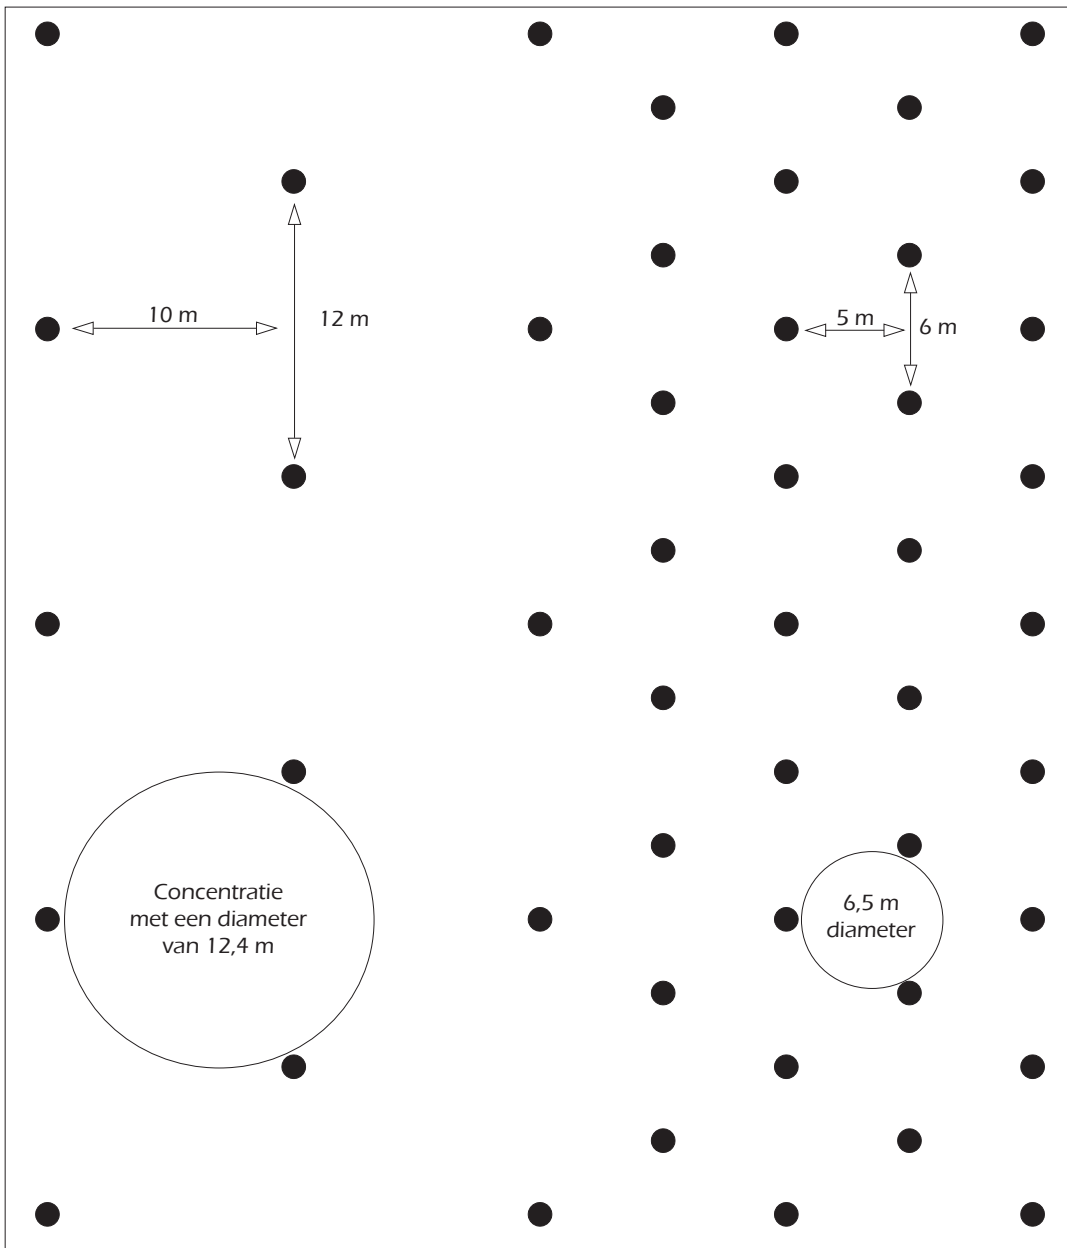 10 m
12 m
5 m
6 m
Concentratie
met een diameter
van 12,4 m
6,5 m
diameter